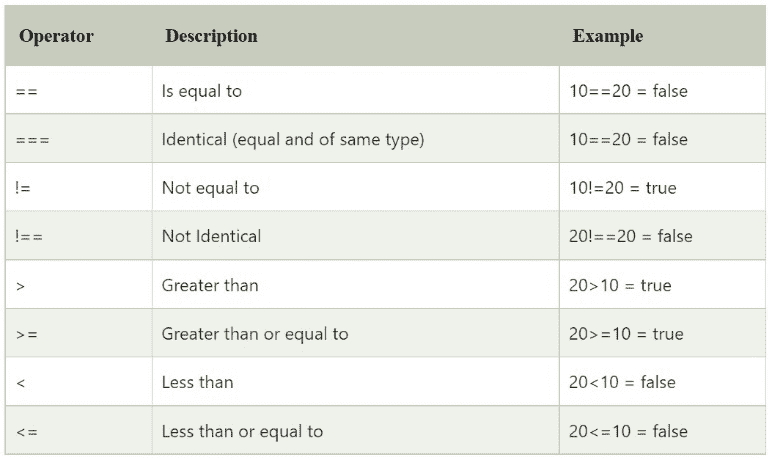 Operator Description Example
== Is equal to 10==20 = false
=== Identical (equal and of same type) 10==20 = false
!= Not equal to 10!=20 = true
!== Not Identical 20!==20 = false
> Greater than 20>10 = true
>= Greater than or equal to 20>=10 = true
< Less than 20<10 = false
<= Less than or equal to 20<=10 = false